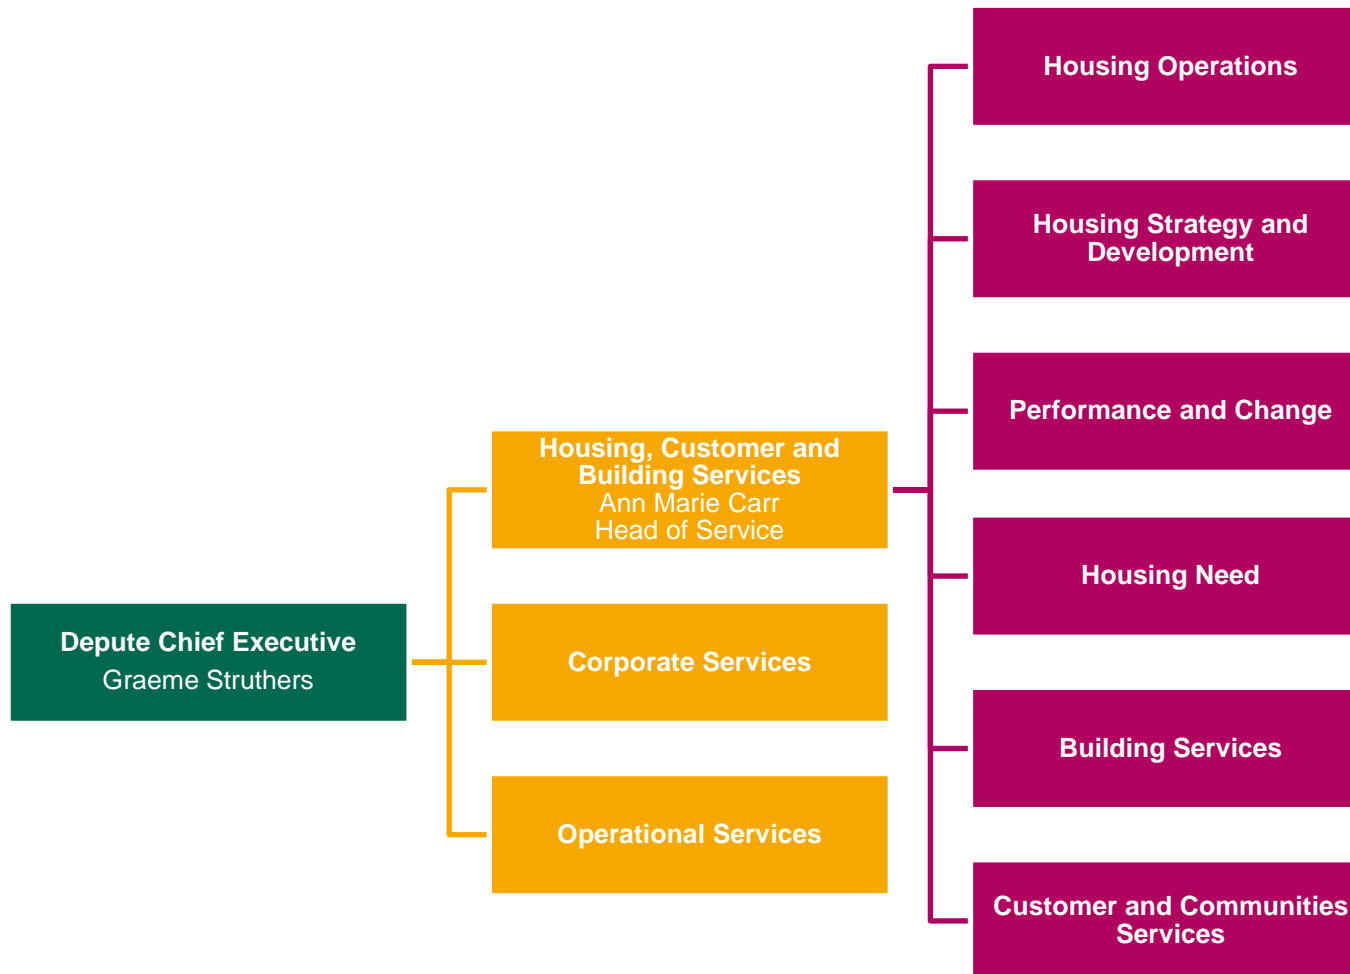 Depute Chief Executive
Graeme Struthers
Housing, Customer and
Building Services
Ann Marie Carr
Head of Service
Corporate Services
Operational Services
Housing Operations
Housing Strategy and
Development
Performance and Change
Housing Need
Building Services
Customer and Communities
Services